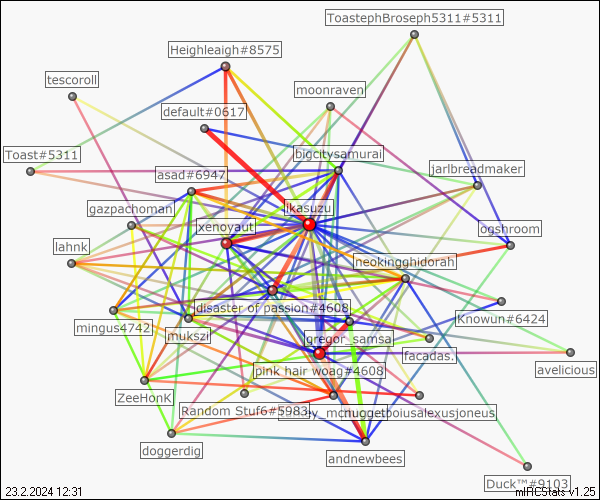 ToastephBroseph5311#5311
Heighleaigh#8575
tescoroll
moonraven
default#0617
Toast#5311
bigcitysamurai
asad#6947
jarlbreadmaker
gazpachoman
ikasuzu
xenoyaut
ogshroom
lahnk
neokingghidorah
disaster of passion#4608
Knowun#6424
mingus4742
mukszi
gregor_samsa
facadas.
pink hair woag#4608
avelicious
ZeeHonK
Random Stuf6#5983
doggerdig
andnewbees
Duck™#9103
23.2.2024 12:31
mIRCStats v1.25